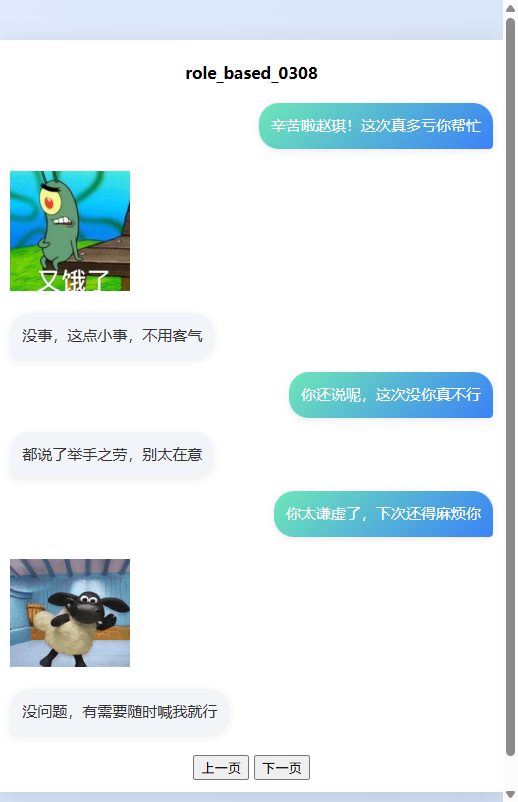 role_based_0308
辛苦啦赵琪！这次真多亏你帮忙
又饿了
没事，这点小事，不用客气
你还说呢，这次没你真不行
都说了举手之劳，别太在意
你太谦虚了，下次还得麻烦你
没问题，有需要随时喊我就行
上一页 下一页